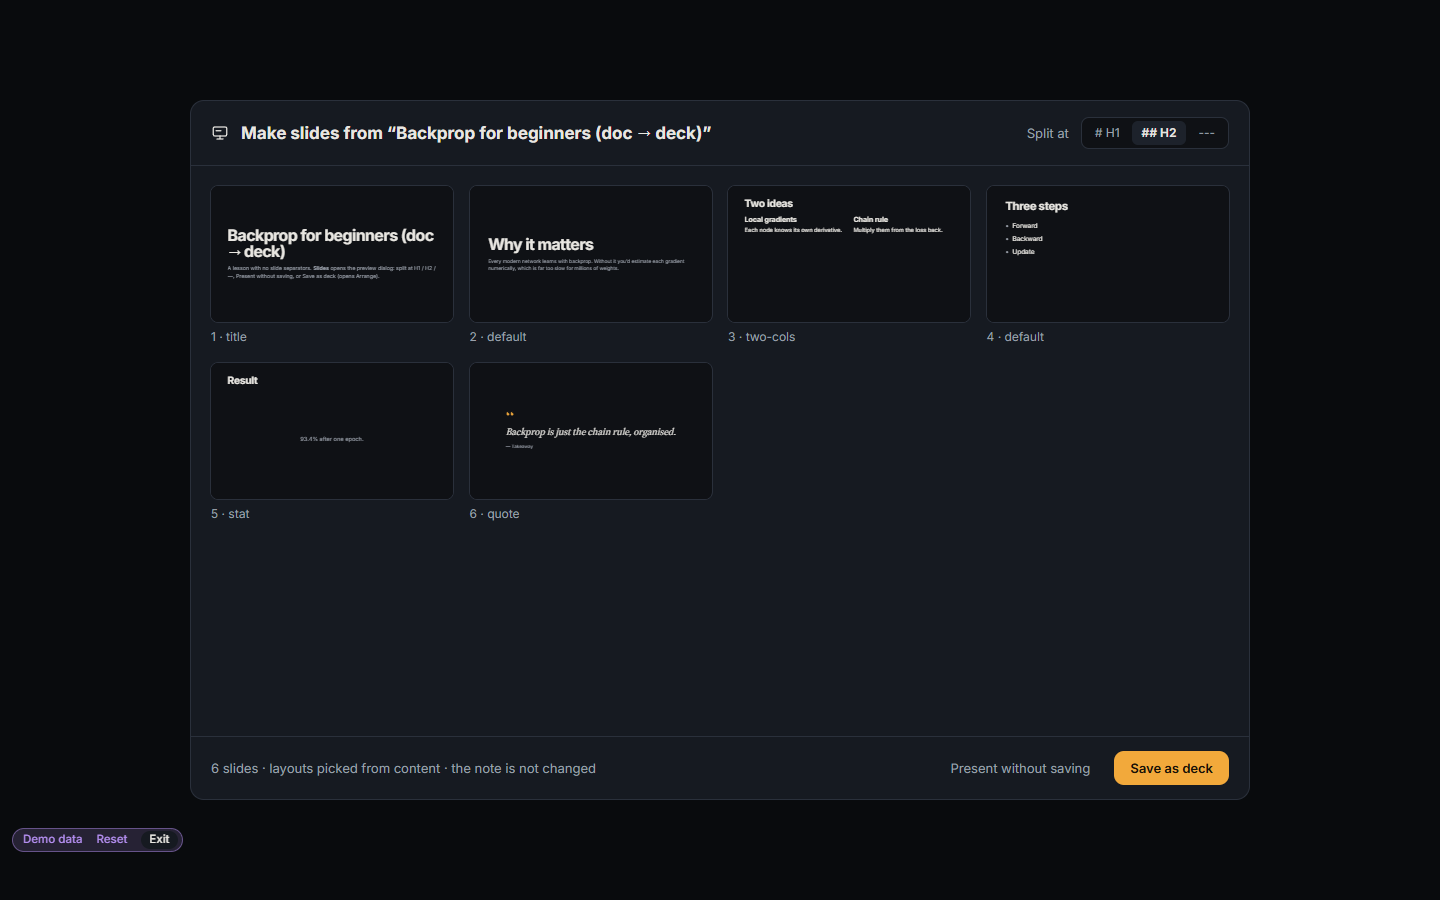 Make slides from “Backprop for beginners (doc → deck)”
Split at
# H1
## H2
---
Backprop for beginners (doc
→ deck)
A lesson with no slide separators. Slides opens the preview dialog: split at H1 / H2 /
—, Present without saving, or Save as deck (opens Arrange).
1 · title
Why it matters
Every modern network learns with backprop. Without it you'd estimate each gradient
numerically, which is far too slow for millions of weights.
2 · default
Two ideas
Local gradients
Each node knows its own derivative.
Chain rule
Multiply them from the loss back.
3 · two-cols
Three steps
• Forward
• Backward
• Update
4 · default
Result
93.4% after one epoch.
5 · stat
“
Backprop is just the chain rule, organised.
— takeaway
6 · quote
6 slides · layouts picked from content · the note is not changed
Present without saving
Save as deck
Demo data
Reset
Exit